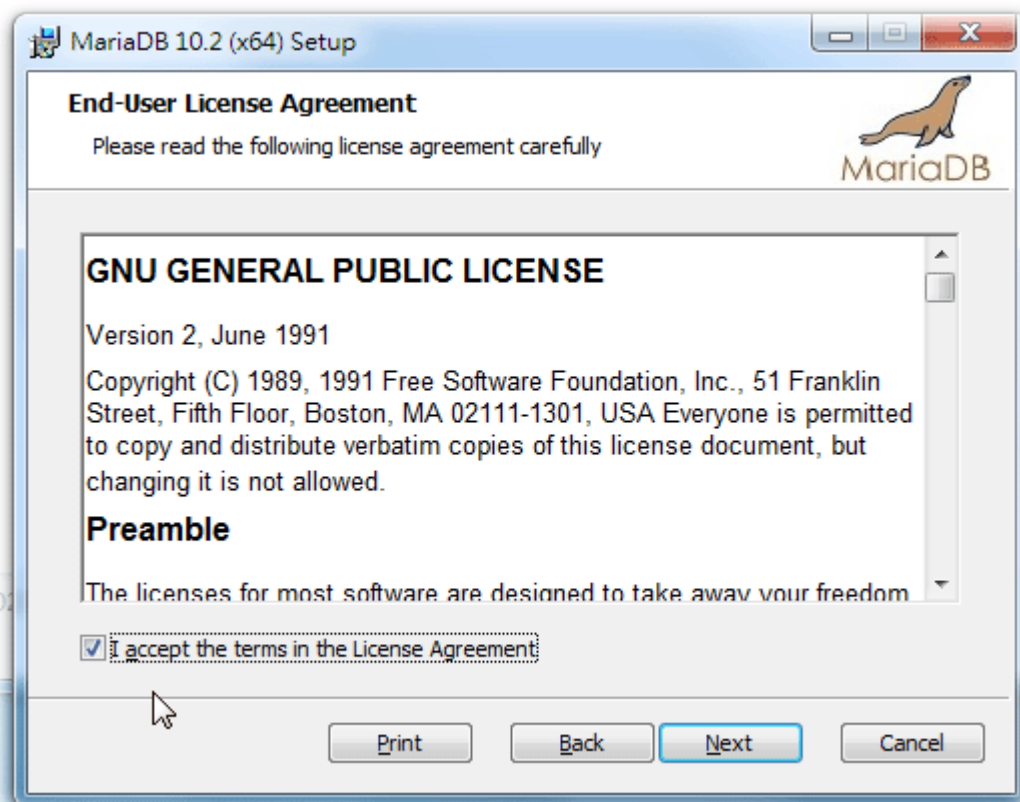 MariaDB 10.2 (x64) Setup
End-User License Agreement
Please read the following license agreement carefully
MariaDB
GNU GENERAL PUBLIC LICENSE
Version 2, June 1991
Copyright (C) 1989, 1991 Free Software Foundation, Inc., 51 Franklin
Street, Fifth Floor, Boston, MA 02111-1301, USA Everyone is permitted
to copy and distribute verbatim copies of this license document, but
changing it is not allowed.
Preamble
The licenses for most software are designed to take away your freedom
I accept the terms in the License Agreement
Print
Back
Next
Cancel